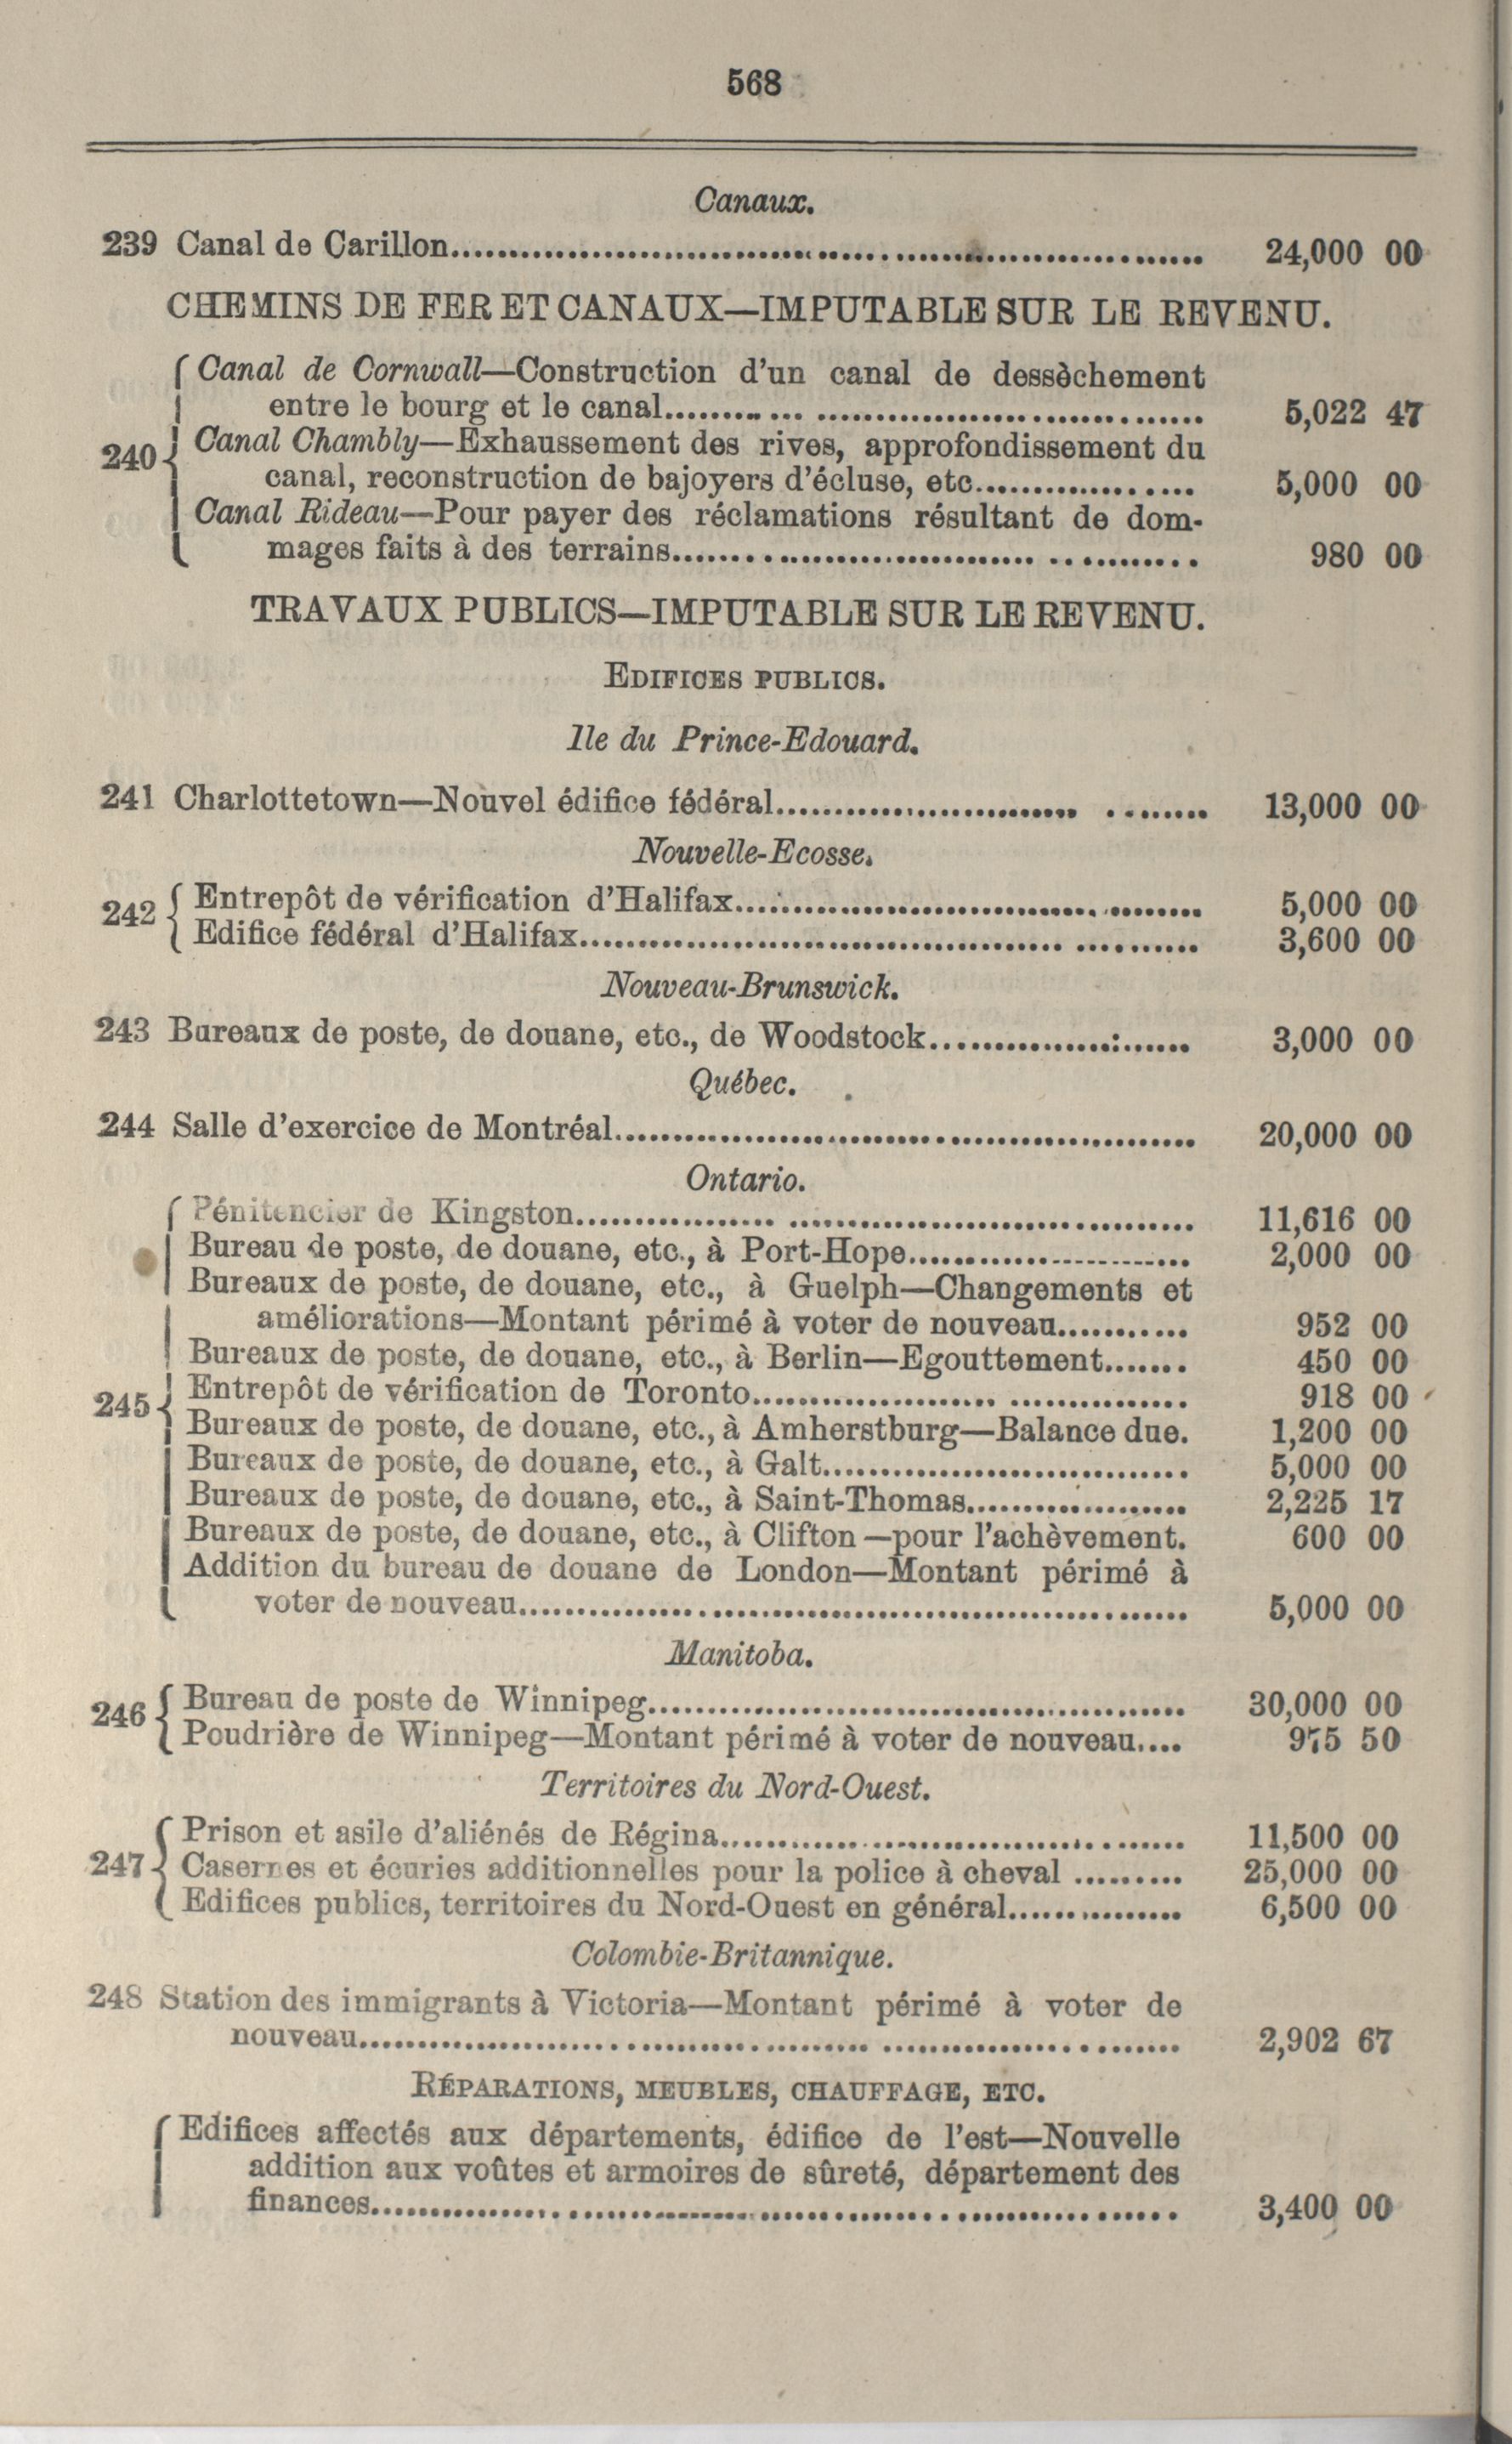 568
Canaux.
239 Canal de Carillon........ 24,000 00
CHEMINS DE FER ET CANAUX—IMPUTABLE SUR LE REVENU.
Canal de Cornwall—Construction d'un canal de dessèchement
entre le bourg et le canal........ 5,022 47
240 Canal Chambly—Exhaussement des rives, approfondissement du
canal, reconstruction de bajoyers d'écluse, etc........ 5,000 00
Canal Rideau—Pour payer des réclamations résultant de dom-
mages faits à des terrains........ 980 00
TRAVAUX PUBLICS—IMPUTABLE SUR LE REVENU.
EDIFICES PUBLICS.
Ile du Prince-Edouard.
241 Charlottetown—Nouvel édifice fédéral........ 13,000 00
Nouvelle-Ecosse.
242 Entrepôt de vérification d'Halifax........ 5,000 00
Edifice fédéral d'Halifax........ 3,600 00
Nouveau-Brunswick.
243 Bureaux de poste, de douane, etc., de Woodstock........ 3,000 00
Québec.
244 Salle d'exercice de Montréal........ 20,000 00
Ontario.
Pénitencier de Kingston........ 11,616 00
Bureau de poste, de douane, etc., à Port-Hope........ 2,000 00
Bureaux de poste, de douane, etc., à Guelph—Changements et
améliorations—Montant périmé à voter de nouveau........ 952 00
Bureaux de poste, de douane, etc., à Berlin—Egouttement....... 450 00
245 Entrepôt de vérification de Toronto........ 918 00
Bureaux de poste, de douane, etc., à Amherstburg—Balance due. 1,200 00
Bureaux de poste, de douane, etc., à Galt........ 5,000 00
Bureaux de poste, de douane, etc., à Saint-Thomas........ 2,225 17
Bureaux de poste, de douane, etc., à Clifton—pour l'achèvement. 600 00
Addition du bureau de douane de London—Montant périmé à
voter de nouveau........ 5,000 00
Manitoba.
246 Bureau de poste de Winnipeg........ 30,000 00
Poudrière de Winnipeg—Montant périmé à voter de nouveau.... 975 50
Territoires du Nord-Ouest.
Prison et asile d'aliénés de Régina........ 11,500 00
247 Casernes et écuries additionnelles pour la police à cheval ........ 25,000 00
Edifices publics, territoires du Nord-Ouest en général........ 6,500 00
Colombie-Britannique.
248 Station des immigrants à Victoria—Montant périmé à voter de
nouveau........ 2,902 67
RÉPARATIONS, MEUBLES, CHAUFFAGE, ETC.
Edifices affectés aux départements, édifice de l'est—Nouvelle
addition aux voûtes et armoires de sûreté, département des
finances........ 3,400 00